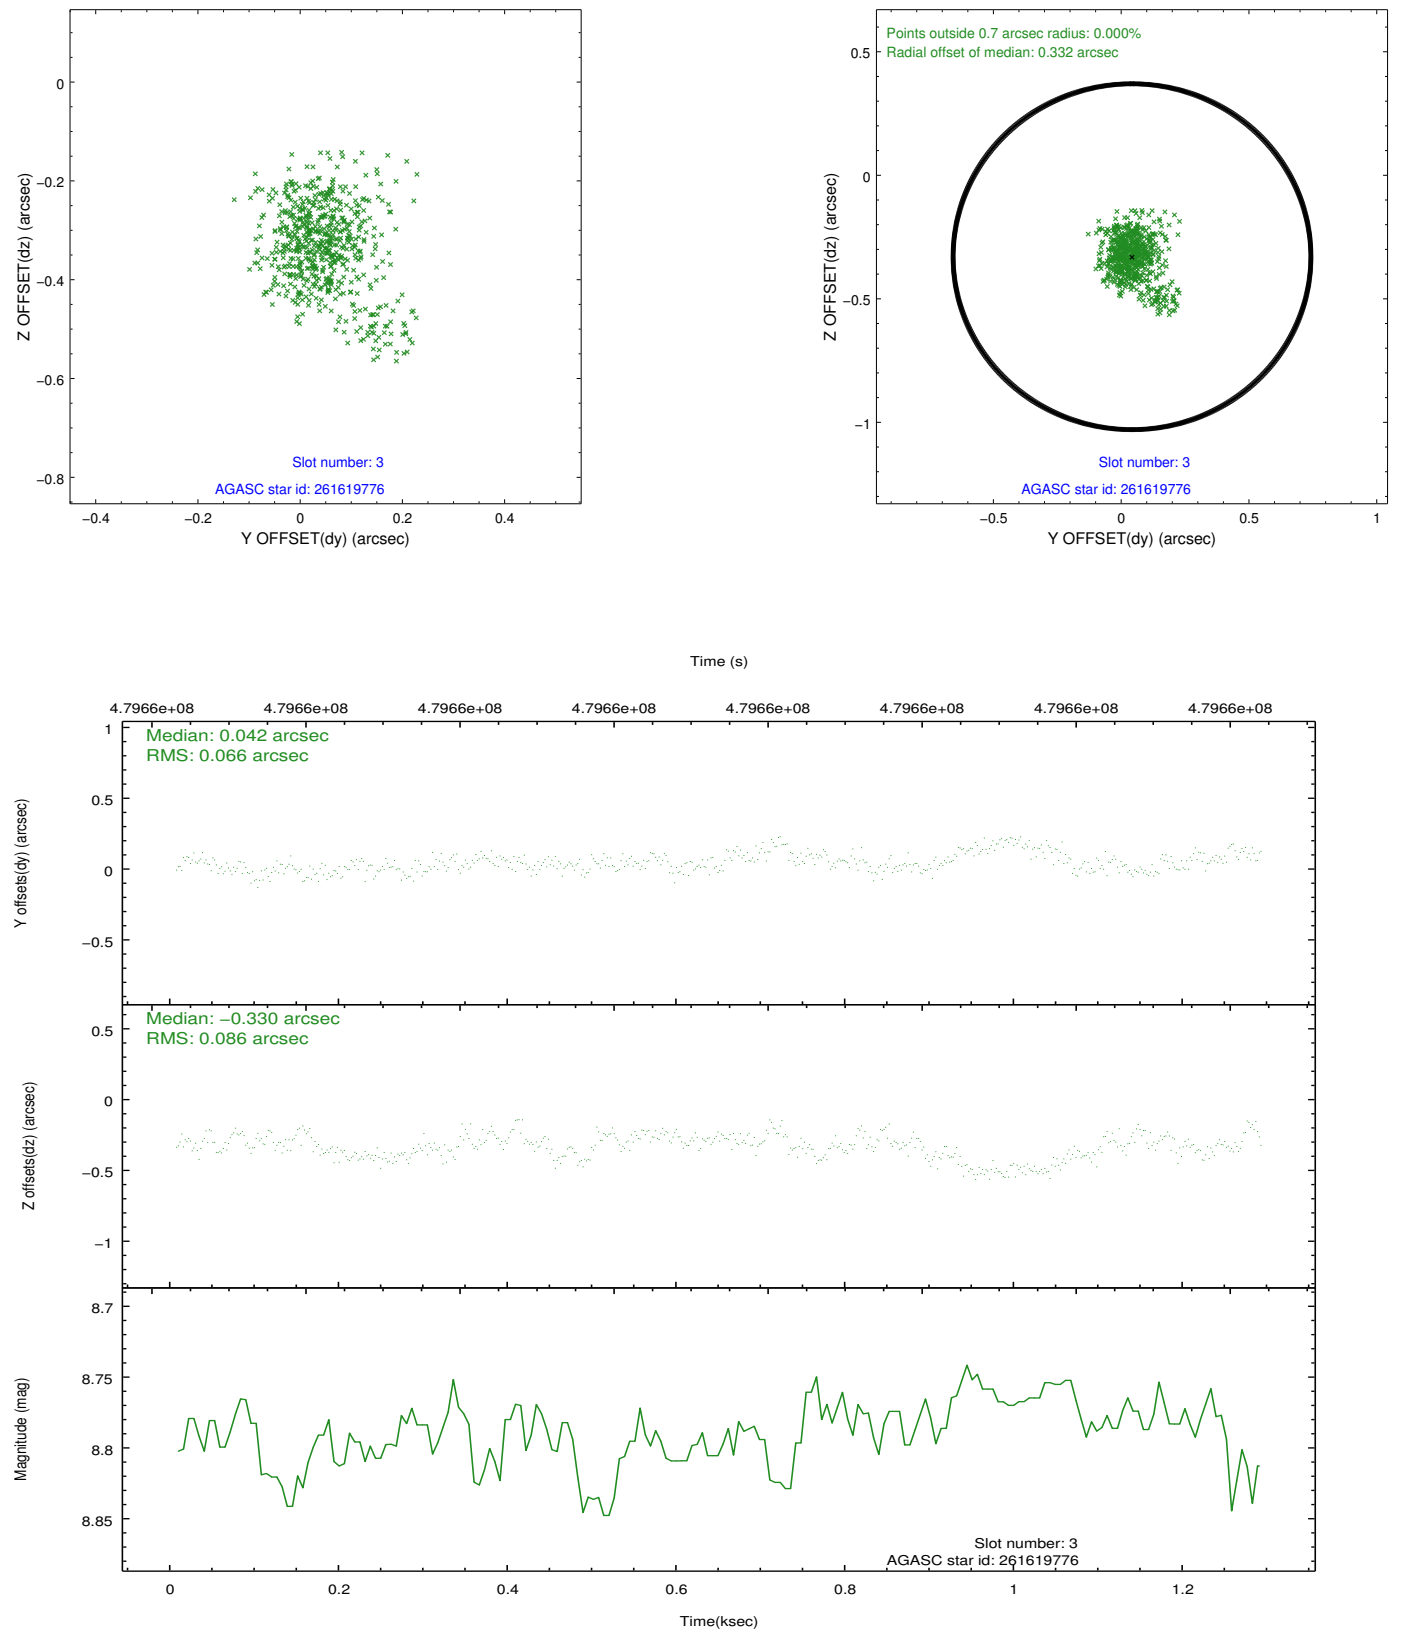 0
−0.2
−0.4
−0.6
−0.8
Z OFFSET(dz) (arcsec)
Slot number: 3
AGASC star id: 261619776
−0.4 −0.2 0 0.2 0.4
Y OFFSET(dy) (arcsec)
Points outside 0.7 arcsec radius: 0.000%
Radial offset of median: 0.332 arcsec
0.5
0
−0.5
−1
Z OFFSET(dz) (arcsec)
Slot number: 3
AGASC star id: 261619776
−0.5 0 0.5 1
Y OFFSET(dy) (arcsec)
Time (s)
4.7966e+08 4.7966e+08 4.7966e+08 4.7966e+08 4.7966e+08 4.7966e+08 4.7966e+08 4.7966e+08
Median: 0.042 arcsec
RMS: 0.066 arcsec
1
0.5
0
−0.5
Y offsets(dy) (arcsec)
Median: −0.330 arcsec
RMS: 0.086 arcsec
0.5
0
−0.5
−1
Z offsets(dz) (arcsec)
8.7
8.75
8.8
8.85
Magnitude (mag)
Slot number: 3
AGASC star id: 261619776
0 0.2 0.4 0.6 0.8 1 1.2
Time(ksec)